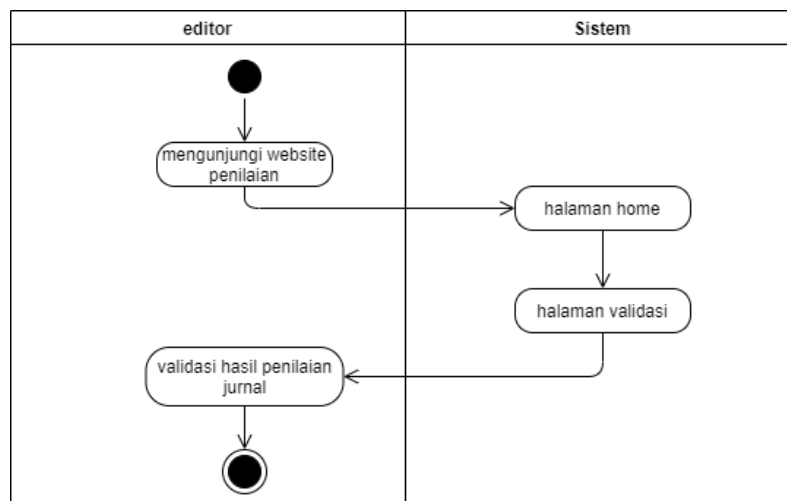 editor
Sistem
mengunjungi website
penilaian
halaman home
halaman validasi
validasi hasil penilaian
jurnal